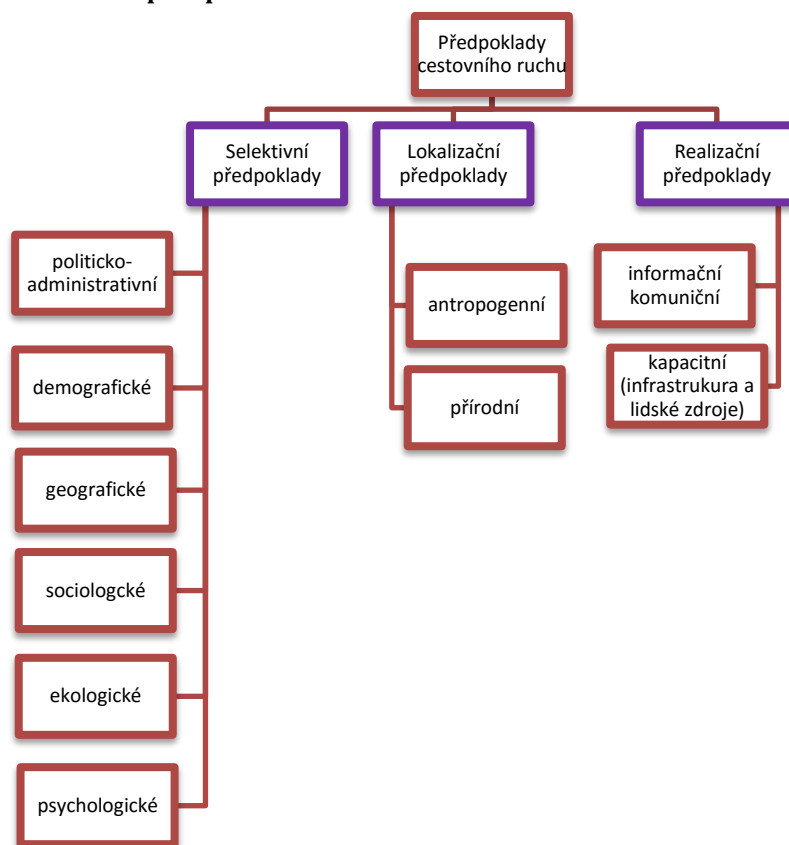 Předpoklady
cestovního ruchu
Selektivní
předpoklady
Lokalizační
předpoklady
Realizační
předpoklady
politicko-
administrativní
demografické
geografické
sociologcké
ekologické
psychologické
antropogenní
přírodní
informační
komuniční
kapacitní
(infrastrukura a
lidské zdroje)